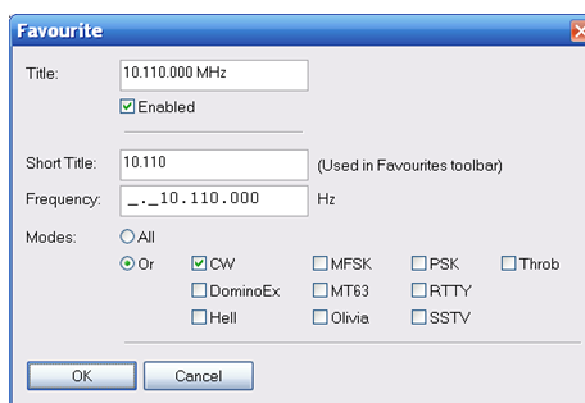 Favourite
Title: 10.110.000 MHz
Enabled
Short Title: 10.110 (Used in Favourites toolbar)
Frequency: _._10.110.000 Hz
Modes: All
Or CW MFSK PSK Throb
DominoEx MT63 RTTY
Hell Olivia SSTV
OK Cancel